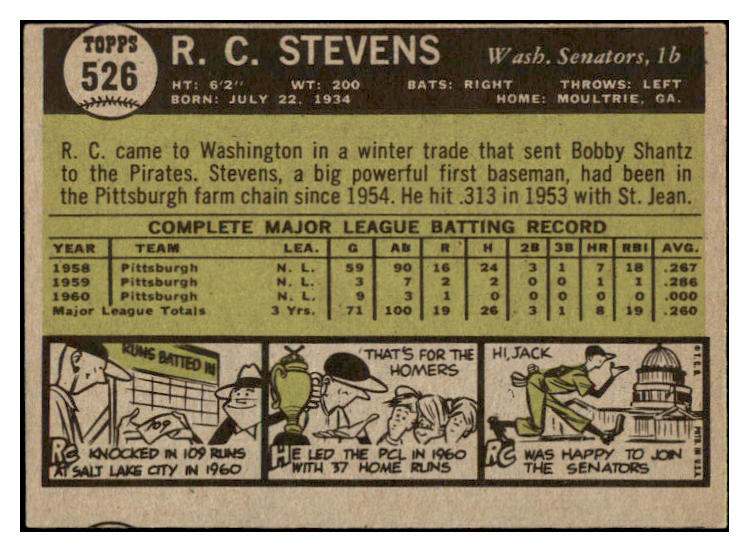 TOPPS
526
R. C. STEVENS
Wash. Senators, 1b
HT: 6'2" WT: 200 BATS: RIGHT THROWS: LEFT
BORN: JULY 22, 1934 HOME: MOULTRIE, GA.
R. C. came to Washington in a winter trade that sent Bobby Shantz
to the Pirates. Stevens, a big powerful first baseman, had been in
the Pittsburgh farm chain since 1954. He hit .313 in 1953 with St. Jean.
COMPLETE MAJOR LEAGUE BATTING RECORD
YEAR TEAM LEA. G AB R H 2B 3B HR RBI AVG.
1958 Pittsburgh N. L. 59 90 16 24 3 1 7 18 .267
1959 Pittsburgh N. L. 3 7 2 2 0 0 1 1 .286
1960 Pittsburgh N. L. 9 3 1 0 0 0 0 0 .000
Major League Totals 3 Yrs. 71 100 19 26 3 1 8 19 .260
RUNS BATTED IN
109
RC KNOCKED IN 109 RUNS
AT SALT LAKE CITY IN 1960
'THAT'S FOR THE
HOMERS
HE LED THE PCL IN 1960
WITH 37 HOME RUNS
HI, JACK
RC WAS HAPPY TO JOIN
THE SENATORS
© T.C.G.
PRTD. IN U.S.A.